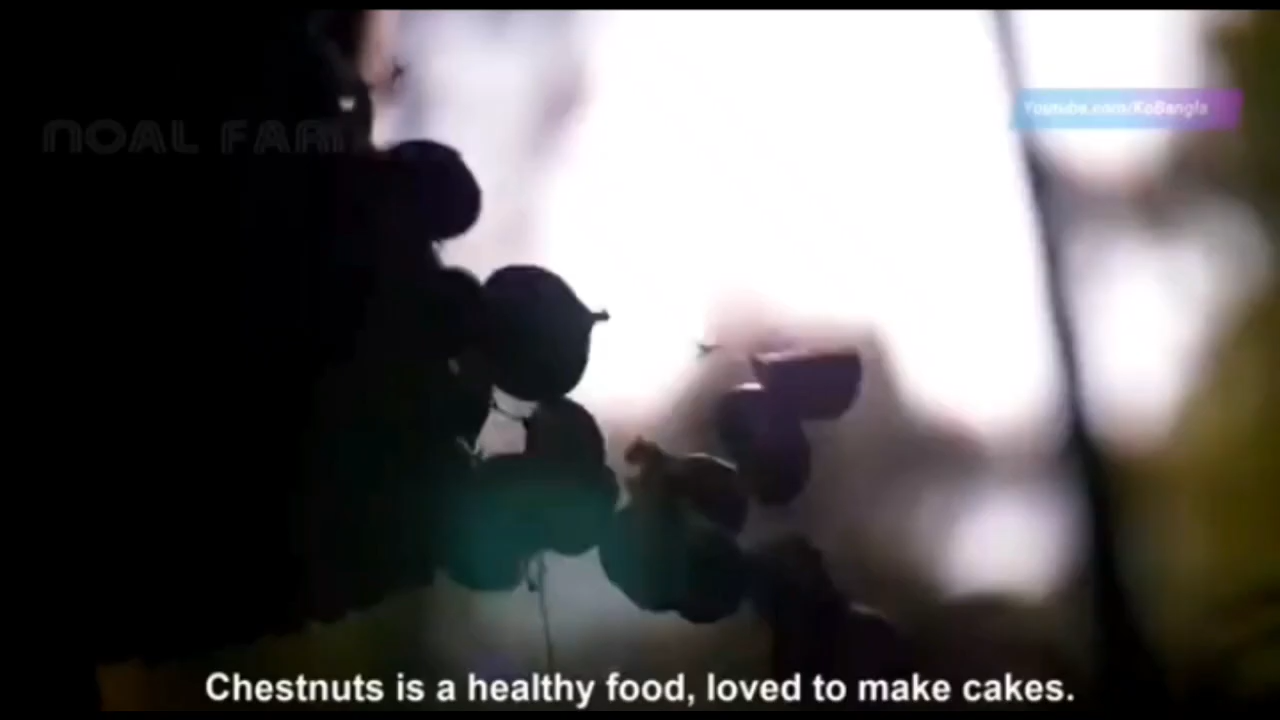 NOAL FARM
Youtube.com/KoBangla
Chestnuts is a healthy food, loved to make cakes.